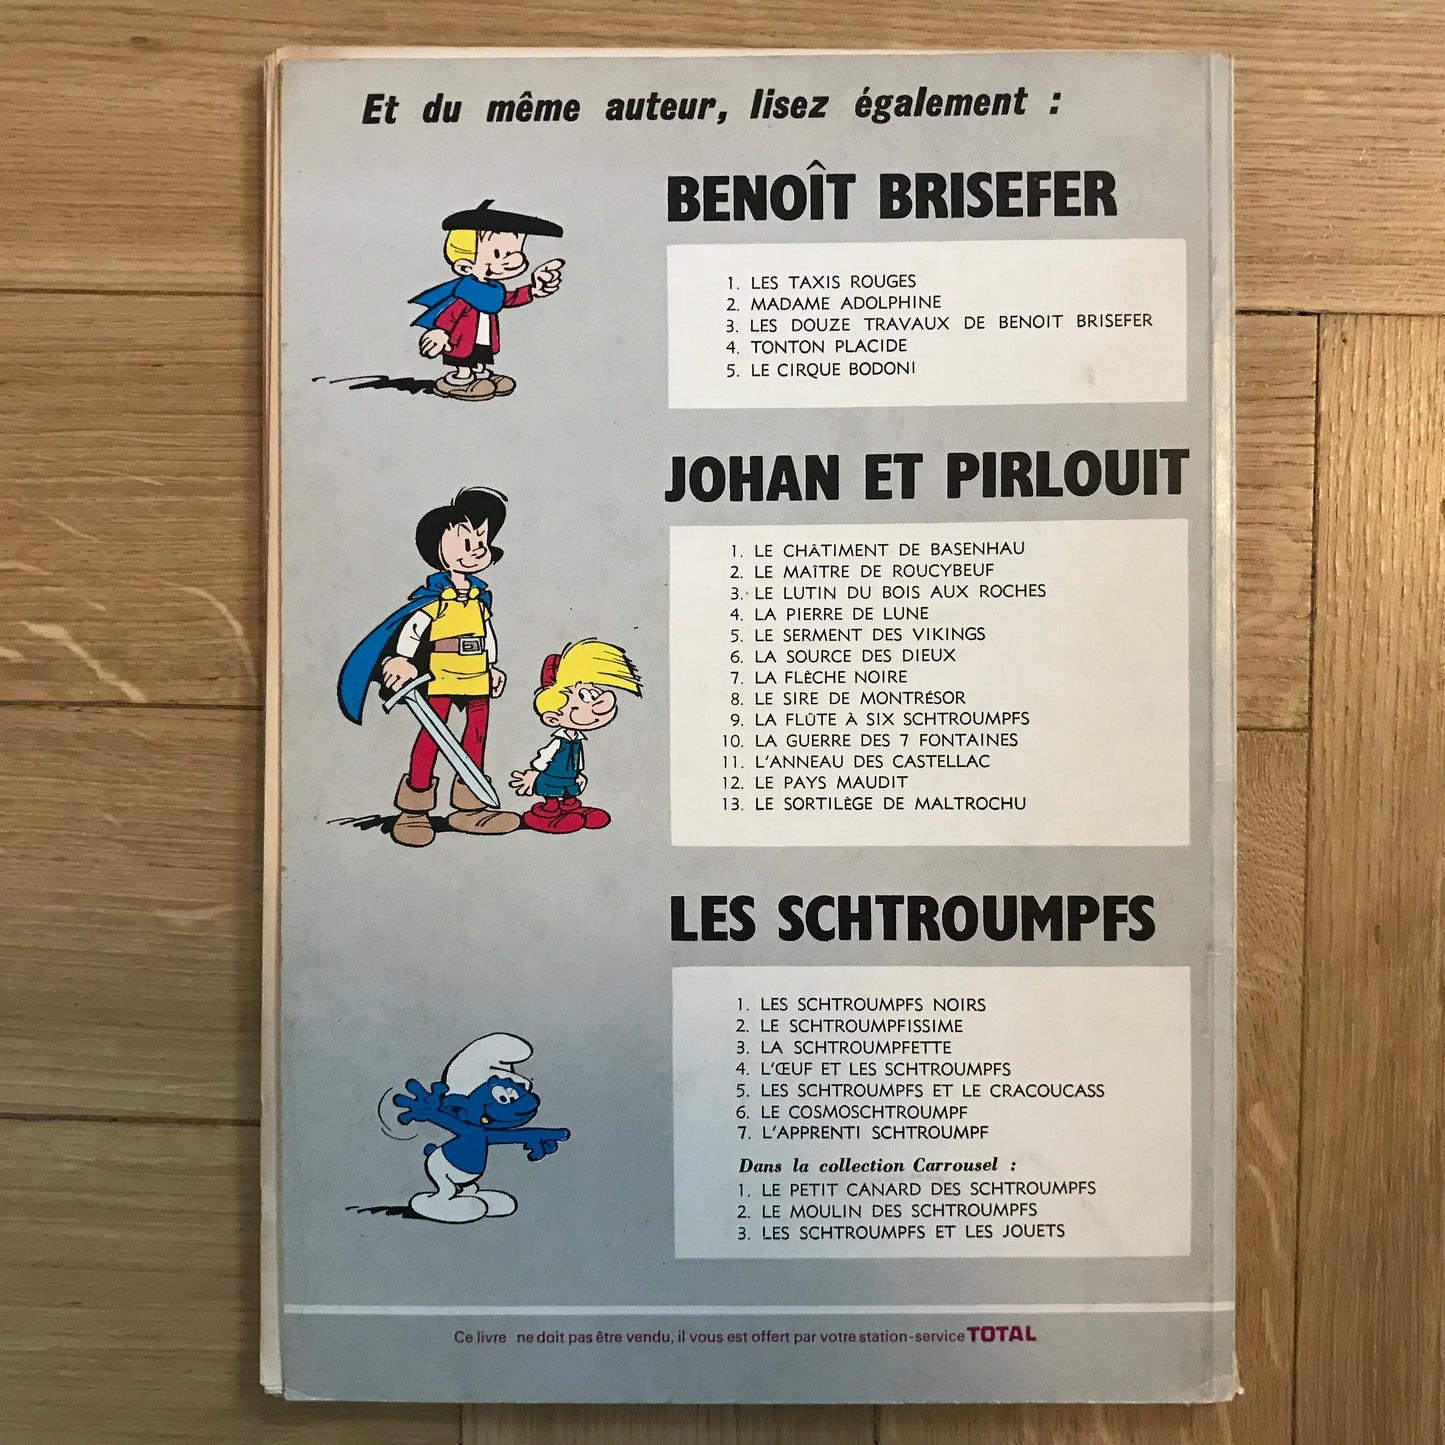 Et du même auteur, lisez également :
BENOÎT BRISEFER
1. LES TAXIS ROUGES
2. MADAME ADOLPHINE
3. LES DOUZE TRAVAUX DE BENOIT BRISEFER
4. TONTON PLACIDE
5. LE CIRQUE BODONI
JOHAN ET PIRLOUIT
1. LE CHÂTIMENT DE BASENHAU
2. LE MAÎTRE DE ROUCYBEUF
3. LE LUTIN DU BOIS AUX ROCHES
4. LA PIERRE DE LUNE
5. LE SERMENT DES VIKINGS
6. LA SOURCE DES DIEUX
7. LA FLÈCHE NOIRE
8. LE SIRE DE MONTRÉSOR
9. LA FLÛTE À SIX SCHTROUMPFS
10. LA GUERRE DES 7 FONTAINES
11. L'ANNEAU DES CASTELLAC
12. LE PAYS MAUDIT
13. LE SORTILÈGE DE MALTROCHU
LES SCHTROUMPFS
1. LES SCHTROUMPFS NOIRS
2. LE SCHTROUMPFISSIME
3. LA SCHTROUMPFETTE
4. L'ŒUF ET LES SCHTROUMPFS
5. LES SCHTROUMPFS ET LE CRACOUCASS
6. LE COSMOSCHTROUMPF
7. L'APPRENTI SCHTROUMPF
Dans la collection Carrousel :
1. LE PETIT CANARD DES SCHTROUMPFS
2. LE MOULIN DES SCHTROUMPFS
3. LES SCHTROUMPFS ET LES JOUETS
Ce livre ne doit pas être vendu, il vous est offert par votre station-service TOTAL